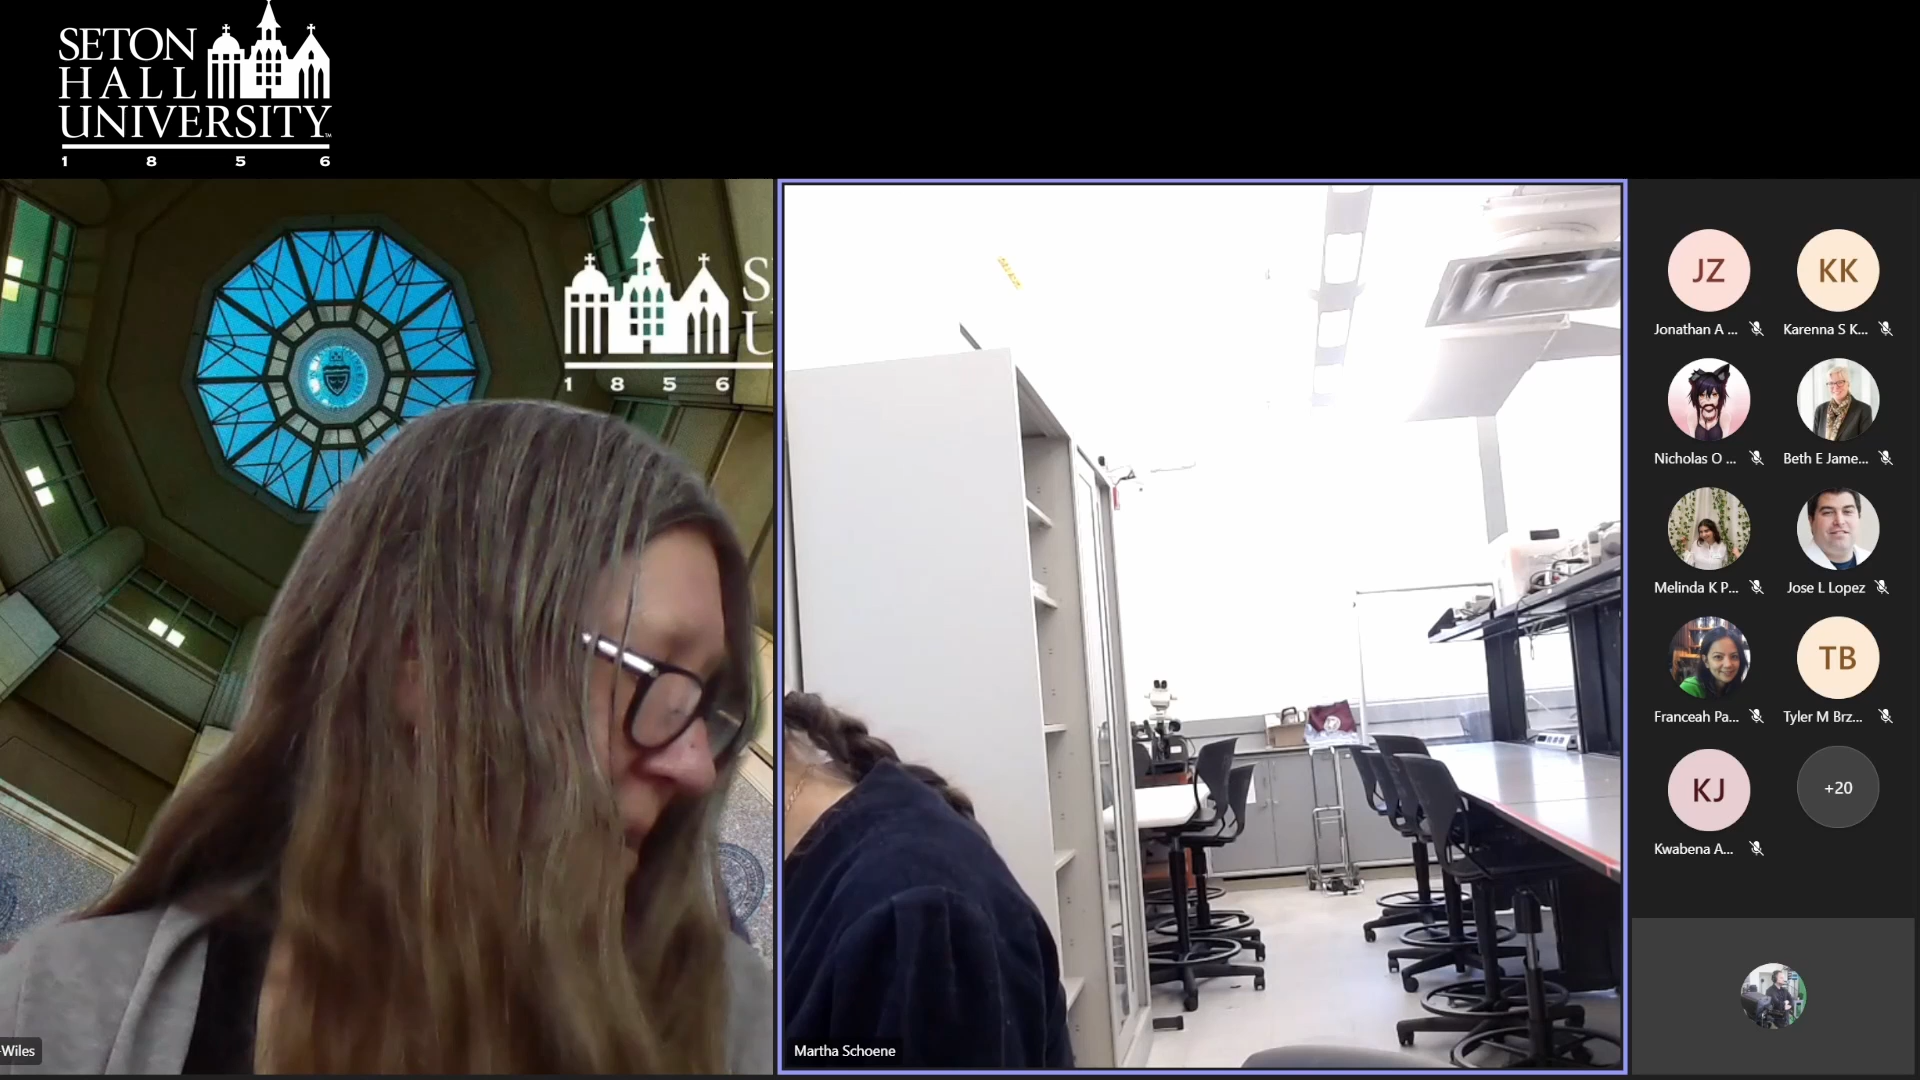 SETON
HALL
UNIVERSITY™
1 8 5 6
1 8 5 6
-Wiles
Martha Schoene
JZ
KK
Jonathan A ...
Karenna S K...
Nicholas O ...
Beth E Jame...
Melinda K P...
Jose L Lopez
Franceah Pa...
TB
Tyler M Brz...
KJ
Kwabena A...
+20